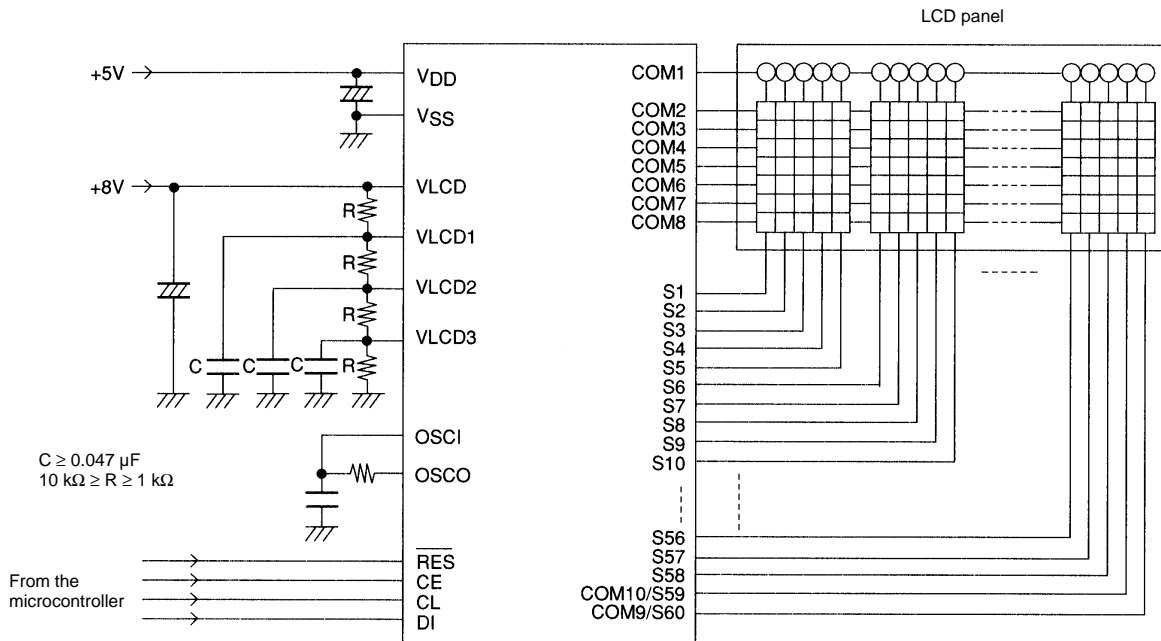 LCD panel
+5V
VDD
VSS
+8V
VLCD
R
VLCD1
R
VLCD2
R
VLCD3
R
C
C
C
OSCI
OSCO
C ≥ 0.047 µF
10 kΩ ≥ R ≥ 1 kΩ
From the
microcontroller
RES
CE
CL
DI
COM1
COM2
COM3
COM4
COM5
COM6
COM7
COM8
S1
S2
S3
S4
S5
S6
S7
S8
S9
S10
S56
S57
S58
COM10/S59
COM9/S60